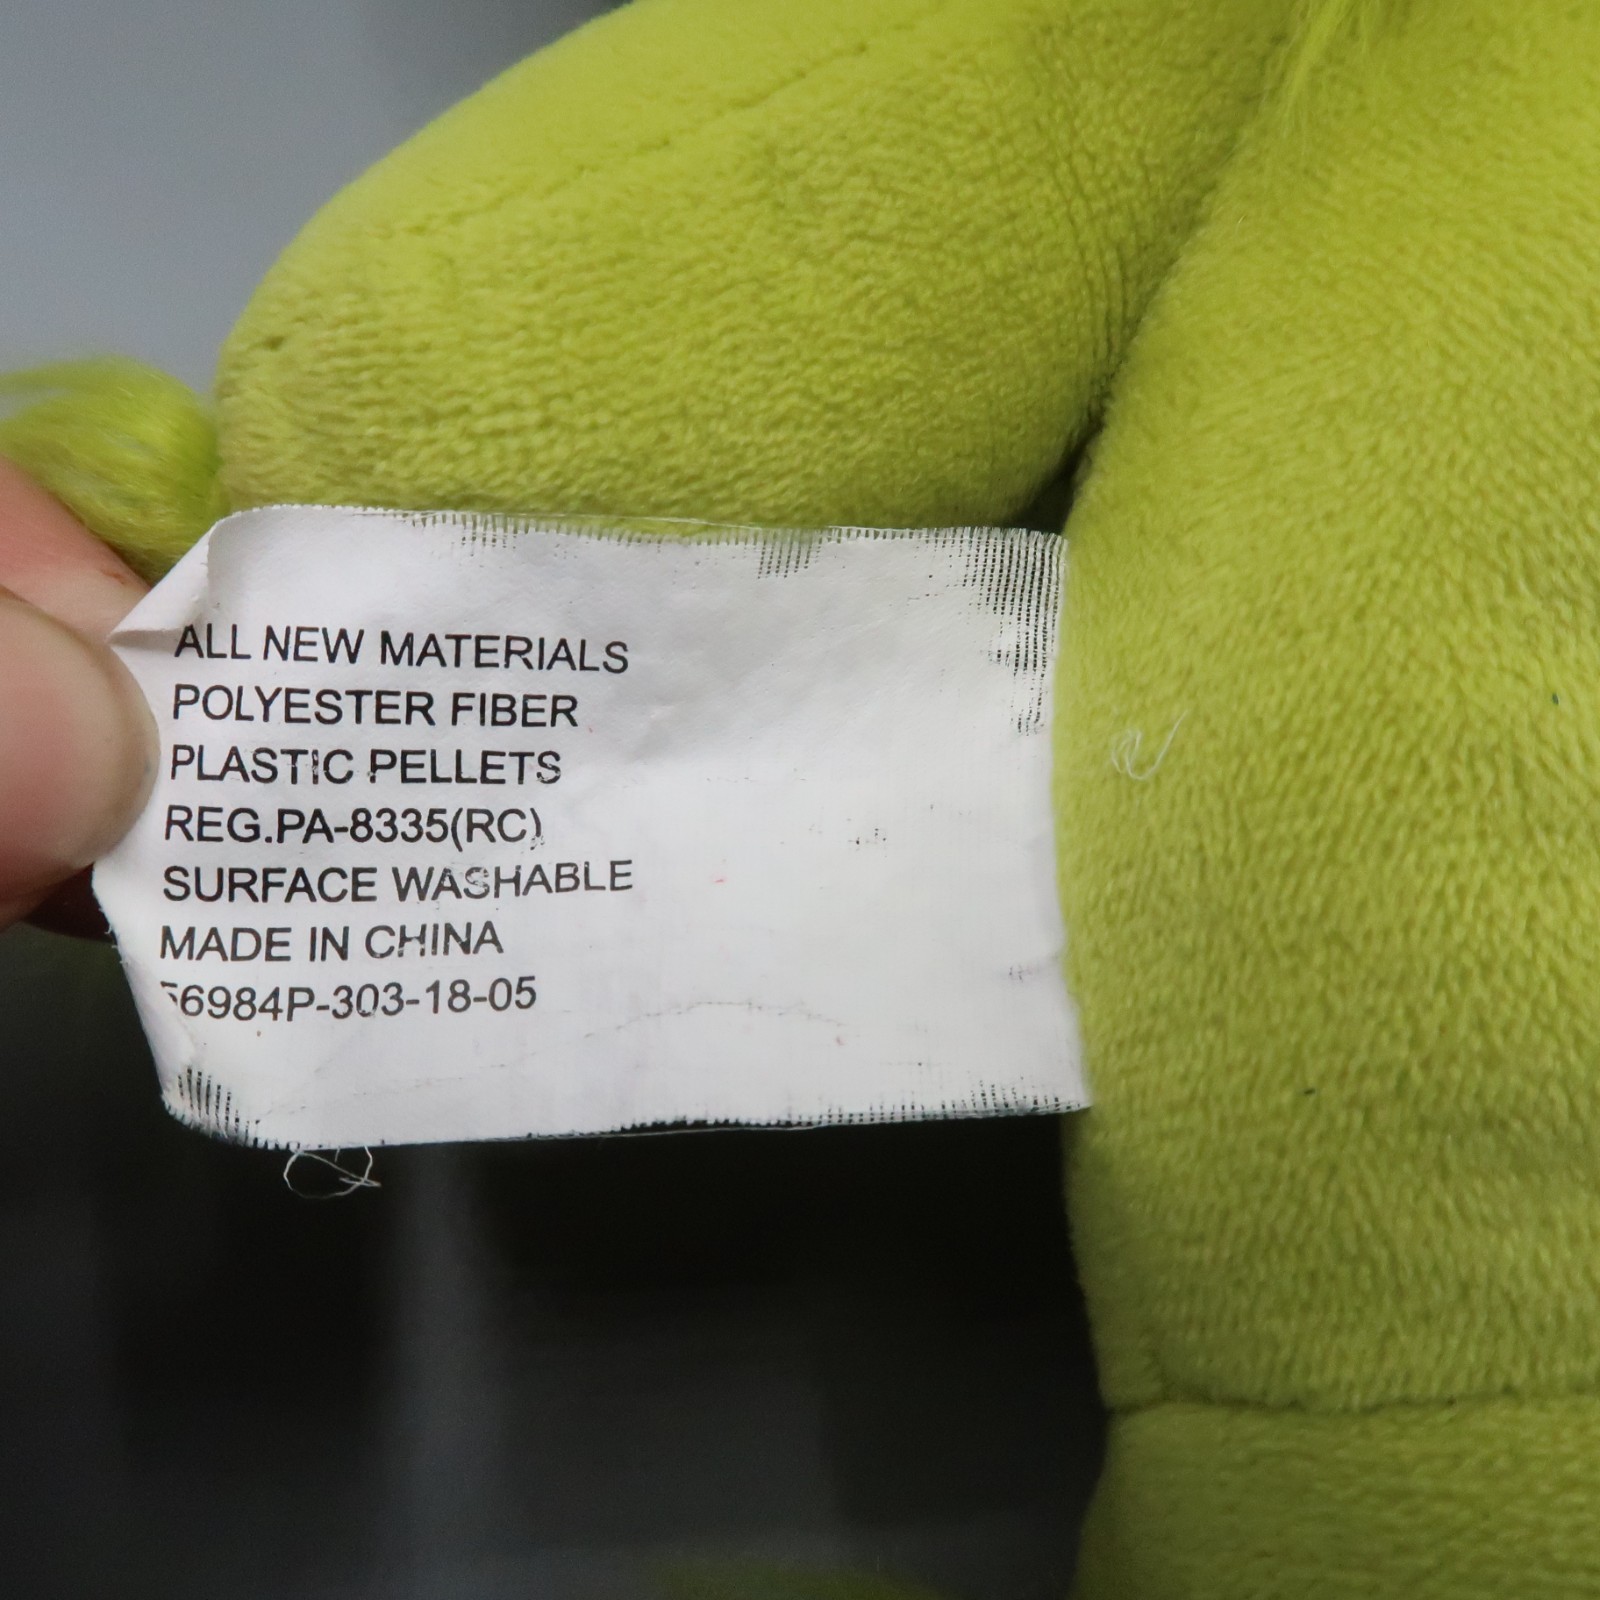 ALL NEW MATERIALS
POLYESTER FIBER
PLASTIC PELLETS
REG.PA-8335(RC)
SURFACE WASHABLE
MADE IN CHINA
56984P-303-18-05